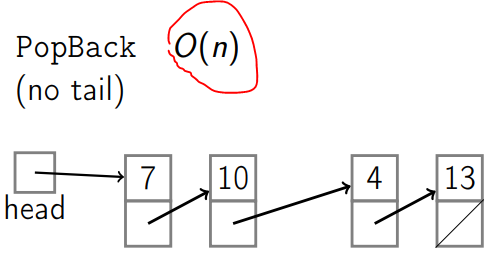 PopBack O(n)
(no tail)
7 10 4 13
head